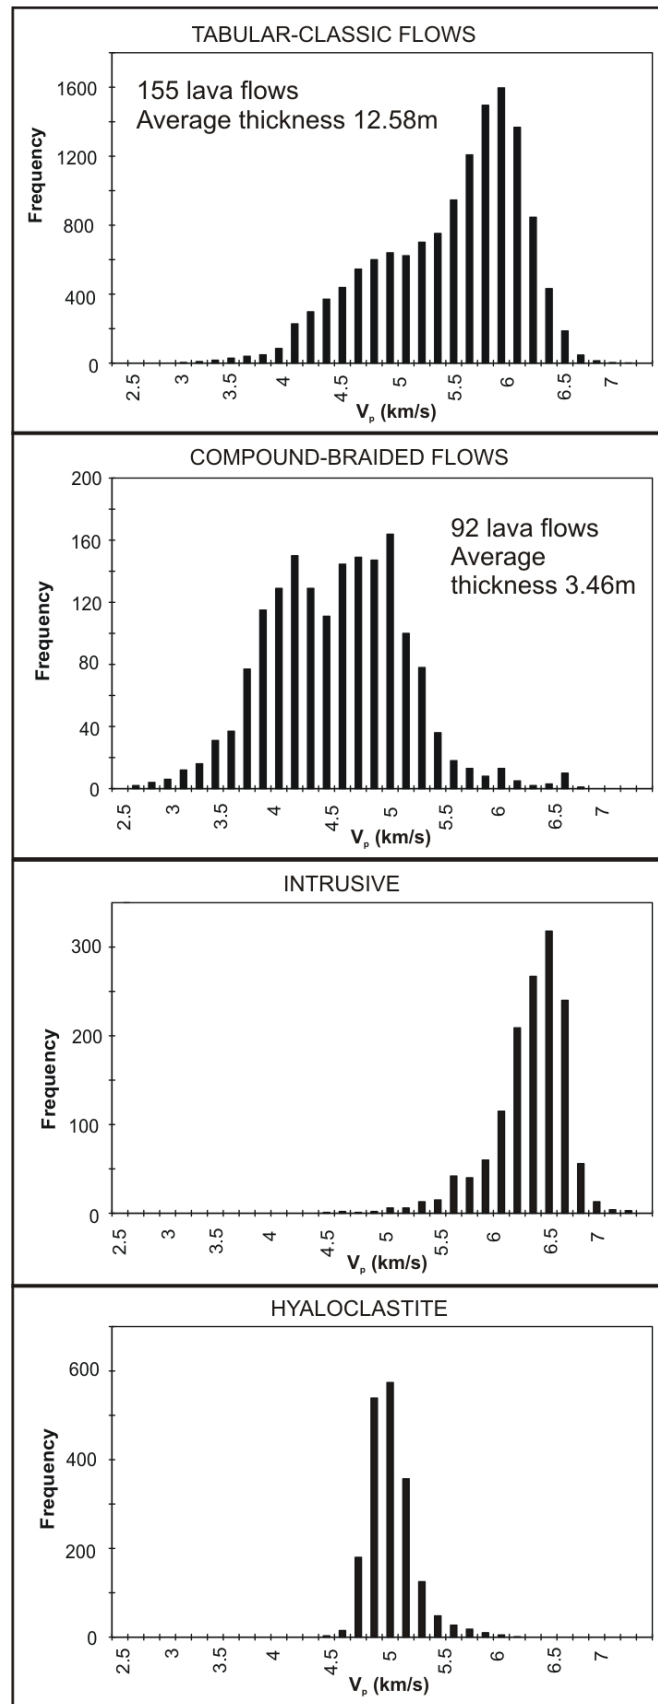 TABULAR-CLASSIC FLOWS
155 lava flows
Average thickness 12.58m
Frequency
1600
1200
800
400
0
2.5 3 3.5 4 4.5 5 5.5 6 6.5 7
Vₚ (km/s)
COMPOUND-BRAIDED FLOWS
92 lava flows
Average
thickness 3.46m
Frequency
200
160
120
80
40
0
2.5 3 3.5 4 4.5 5 5.5 6 6.5 7
Vₚ (km/s)
INTRUSIVE
Frequency
300
200
100
0
2.5 3 3.5 4 4.5 5 5.5 6 6.5 7
Vₚ (km/s)
HYALOCLASTITE
Frequency
600
400
200
0
2.5 3 3.5 4 4.5 5 5.5 6 6.5 7
Vₚ (km/s)